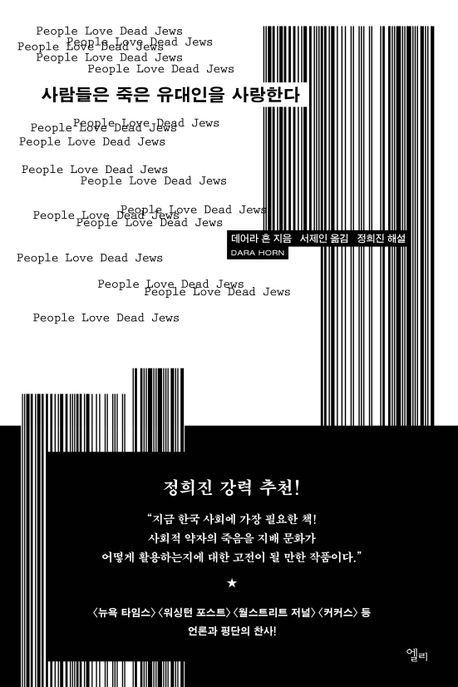 People Love Dead Jews
People Love Dead Jews
People Love Dead Jews
People Love Dead Jews
People Love Dead Jews
사람들은 죽은 유대인을 사랑한다
People Love Dead Jews
People Love Dead Jews
People Love Dead Jews
People Love Dead Jews
People Love Dead Jews
People Love Dead Jews
People Love Dead Jews
People Love Dead Jews
데어라 혼 지음 서제인 옮김 정희진 해설
DARA HORN
People Love Dead Jews
People Love Dead Jews
People Love Dead Jews
People Love Dead Jews
정희진 강력 추천!
“지금 한국 사회에 가장 필요한 책!
사회적 약자의 죽음을 지배 문화가
어떻게 활용하는지에 대한 고전이 될 만한 작품이다.”
★
〈뉴욕 타임스〉 〈워싱턴 포스트〉 〈월스트리트 저널〉 〈커커스〉 등
언론과 평단의 찬사!
엘리